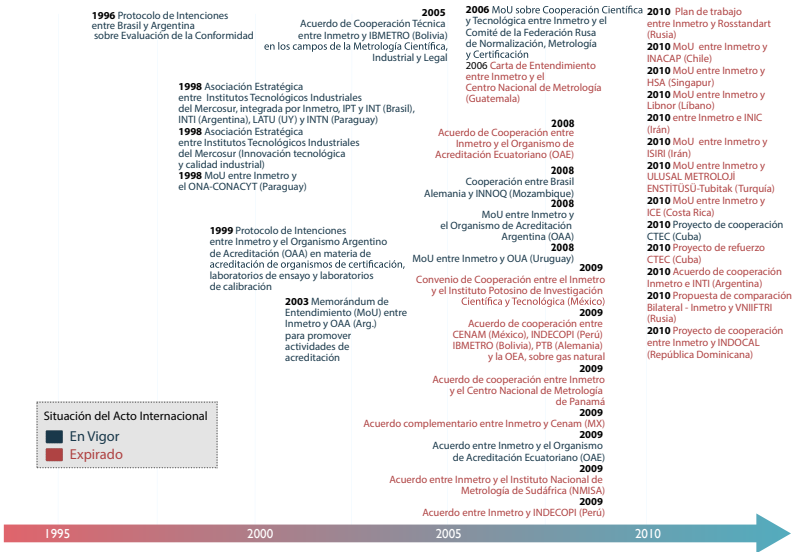 1996 Protocolo de Intenciones
entre Brasil y Argentina
sobre Evaluación de la Conformidad
1998 Asociación Estratégica
entre Institutos Tecnológicos Industriales
del Mercosur, integrada por Inmetro, IPT y INT (Brasil),
INTI (Argentina), LATU (UY) y INTN (Paraguay)
1998 Asociación Estratégica
entre Institutos Tecnológicos Industriales
del Mercosur (Innovación tecnológica
y calidad industrial)
1998 MoU entre Inmetro y
el ONA-CONACYT (Paraguay)
1999 Protocolo de Intenciones
entre Inmetro y el Organismo Argentino
de Acreditación (OAA) en materia de
acreditación de organismos de certificación,
laboratorios de ensayo y laboratorios
de calibración
2003 Memorándum de
Entendimiento (MoU) entre
Inmetro y OAA (Arg.)
para promover
actividades de
acreditación
2005
Acuerdo de Cooperación Técnica
entre Inmetro y IBMETRO (Bolivia)
en los campos de la Metrología Científica,
Industrial y Legal
2006 MoU sobre Cooperación Científica
y Tecnológica entre Inmetro y el
Comité de la Federación Rusa
de Normalización, Metrología
y Certificación
2006 Carta de Entendimiento
entre Inmetro y el
Centro Nacional de Metrología
(Guatemala)
2008
Acuerdo de Cooperación entre
Inmetro y el Organismo de
Acreditación Ecuatoriano (OAE)
2008
Cooperación entre Brasil
Alemania y INNOQ (Mozambique)
2008
MoU entre Inmetro y
el Organismo de Acreditación
Argentina (OAA)
2008
MoU entre Inmetro y OUA (Uruguay)
2009
Convenio de Cooperación entre el Inmetro
y el Instituto Potosino de Investigación
Científica y Tecnológica (México)
2009
Acuerdo de cooperación entre
CENAM (México), INDECOPI (Perú)
IBMETRO (Bolivia), PTB (Alemania)
y la OEA, sobre gas natural
2009
Acuerdo de cooperación entre Inmetro
y el Centro Nacional de Metrología
de Panamá
2009
Acuerdo complementario entre Inmetro y Cenam (MX)
2009
Acuerdo entre Inmetro y el Organismo
de Acreditación Ecuatoriano (OAE)
2009
Acuerdo entre Inmetro y el Instituto Nacional de
Metrología de Sudáfrica (NMISA)
2009
Acuerdo entre Inmetro y INDECOPI (Perú)
2010 Plan de trabajo
entre Inmetro y Rosstandart
(Rusia)
2010 MoU entre Inmetro y
INACAP (Chile)
2010 MoU entre Inmetro y
HSA (Singapur)
2010 MoU entre Inmetro y
Libnor (Líbano)
2010 entre Inmetro e INIC
(Irán)
2010 MoU entre Inmetro y
ISIRI (Irán)
2010 MoU entre Inmetro y
ULUSAL METROLOJİ
ENSTİTÜSÜ-Tubitak (Turquía)
2010 MoU entre Inmetro y
ICE (Costa Rica)
2010 Proyecto de cooperación
CTEC (Cuba)
2010 Proyecto de refuerzo
CTEC (Cuba)
2010 Acuerdo de cooperación
Inmetro e INTI (Argentina)
2010 Propuesta de comparación
Bilateral - Inmetro y VNIIFTRI
(Rusia)
2010 Proyecto de cooperación
entre Inmetro y INDOCAL
(República Dominicana)
Situación del Acto Internacional
En Vigor
Expirado
1995
2000
2005
2010